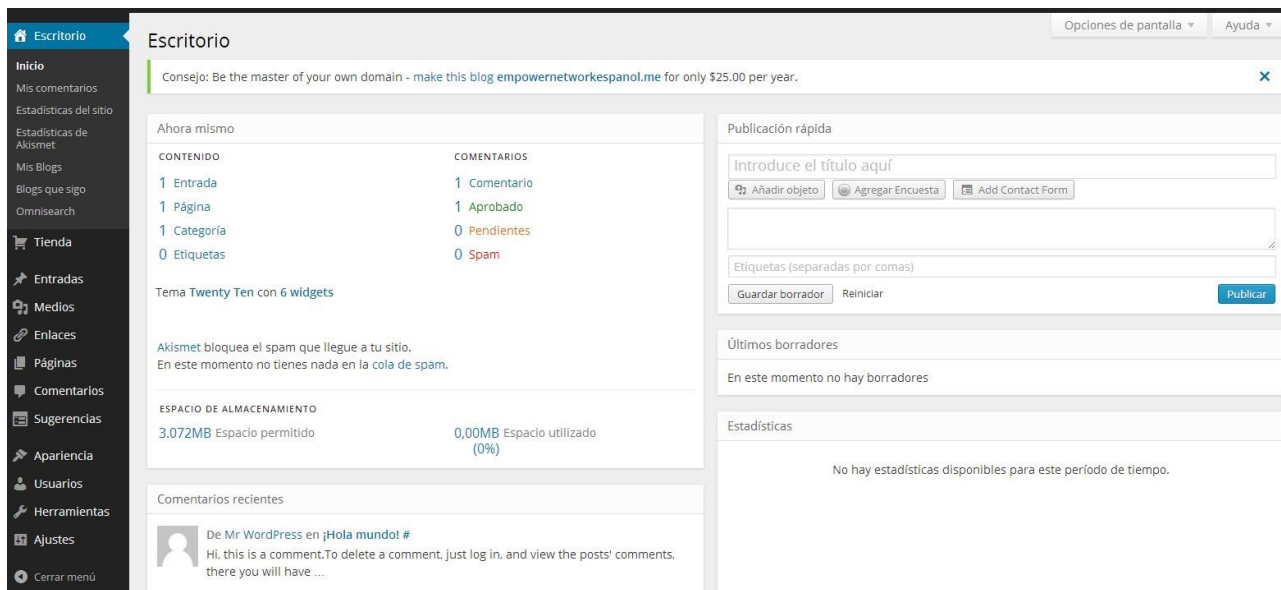 Escritorio
Inicio
Mis comentarios
Estadísticas del sitio
Estadísticas de
Akismet
Mis Blogs
Blogs que sigo
Omnisearch
Tienda
Entradas
Medios
Enlaces
Páginas
Comentarios
Sugerencias
Apariencia
Usuarios
Herramientas
Ajustes
Cerrar menú
Opciones de pantalla
Ayuda
Escritorio
Consejo: Be the master of your own domain - make this blog empowernetworkespanol.me for only $25.00 per year.
Ahora mismo
CONTENIDO
1 Entrada
1 Página
1 Categoría
0 Etiquetas
COMENTARIOS
1 Comentario
1 Aprobado
0 Pendientes
0 Spam
Tema Twenty Ten con 6 widgets
Akismet bloquea el spam que llegue a tu sitio.
En este momento no tienes nada en la cola de spam.
ESPACIO DE ALMACENAMIENTO
3.072MB Espacio permitido
0,00MB Espacio utilizado
(0%)
Comentarios recientes
De Mr WordPress en ¡Hola mundo! #
Hi, this is a comment.To delete a comment, just log in, and view the posts' comments,
there you will have ...
Publicación rápida
Introduce el título aquí
Añadir objeto
Agregar Encuesta
Add Contact Form
Etiquetas (separadas por comas)
Guardar borrador
Reiniciar
Publicar
Últimos borradores
En este momento no hay borradores
Estadísticas
No hay estadísticas disponibles para este período de tiempo.